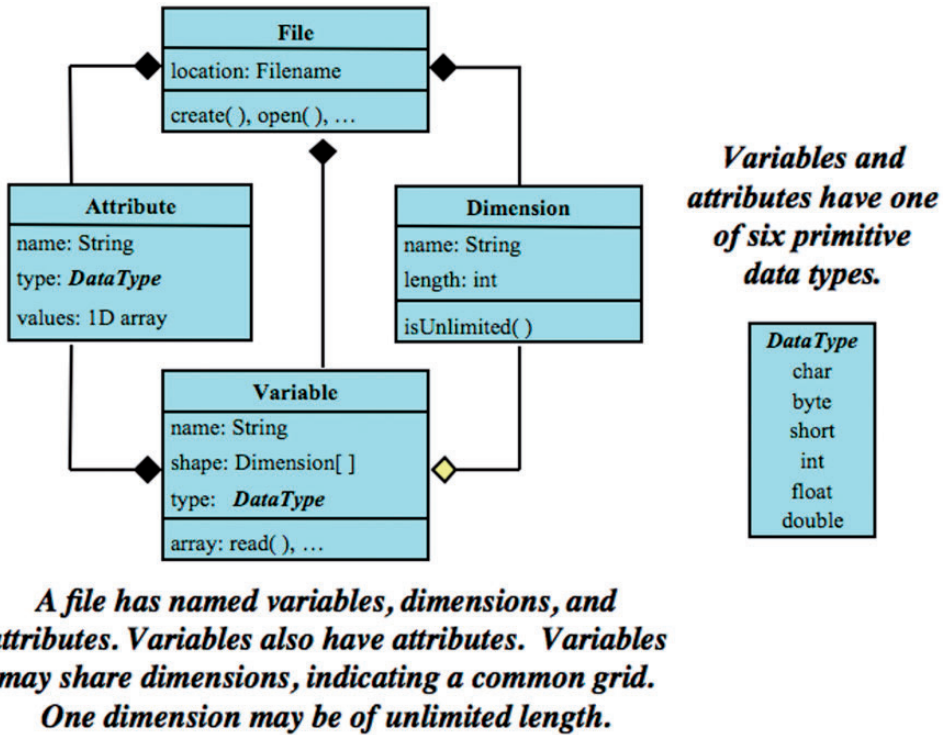 File
location: Filename
create( ), open( ), ...
Attribute
name: String
type: DataType
values: 1D array
Dimension
name: String
length: int
isUnlimited( )
Variable
name: String
shape: Dimension[ ]
type: DataType
array: read( ), ...
Variables and
attributes have one
of six primitive
data types.
DataType
char
byte
short
int
float
double
A file has named variables, dimensions, and
attributes. Variables also have attributes. Variables
may share dimensions, indicating a common grid.
One dimension may be of unlimited length.